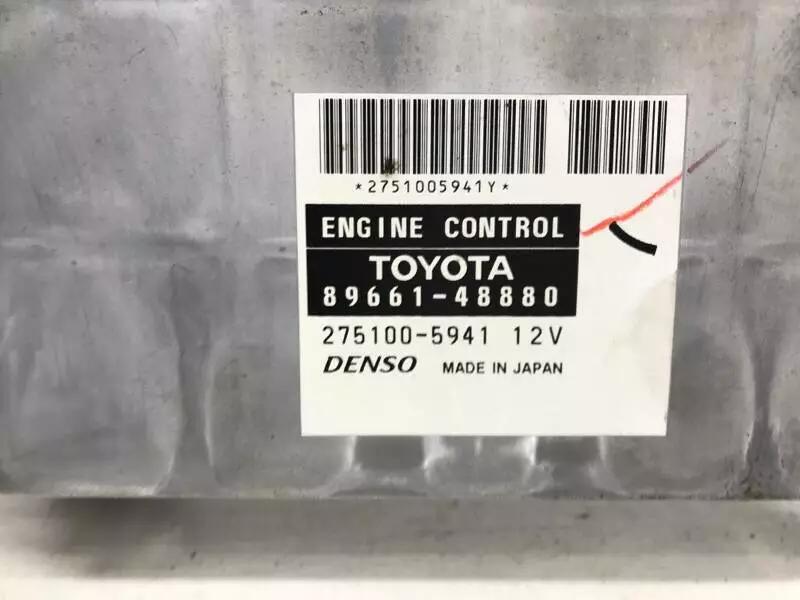 *2751005941Y*
ENGINE CONTROL
TOYOTA
89661-48880
275100-5941 12V
DENSO MADE IN JAPAN